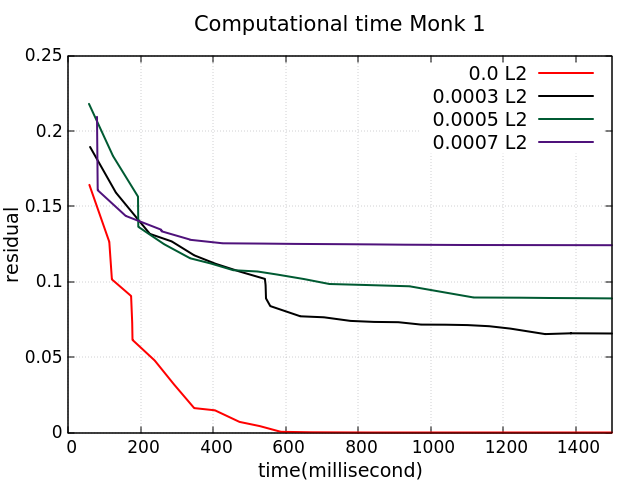 Computational time Monk 1
0.25
0.2
0.15
0.1
0.05
0
residual
0.0 L2
0.0003 L2
0.0005 L2
0.0007 L2
0 200 400 600 800 1000 1200 1400
time(millisecond)